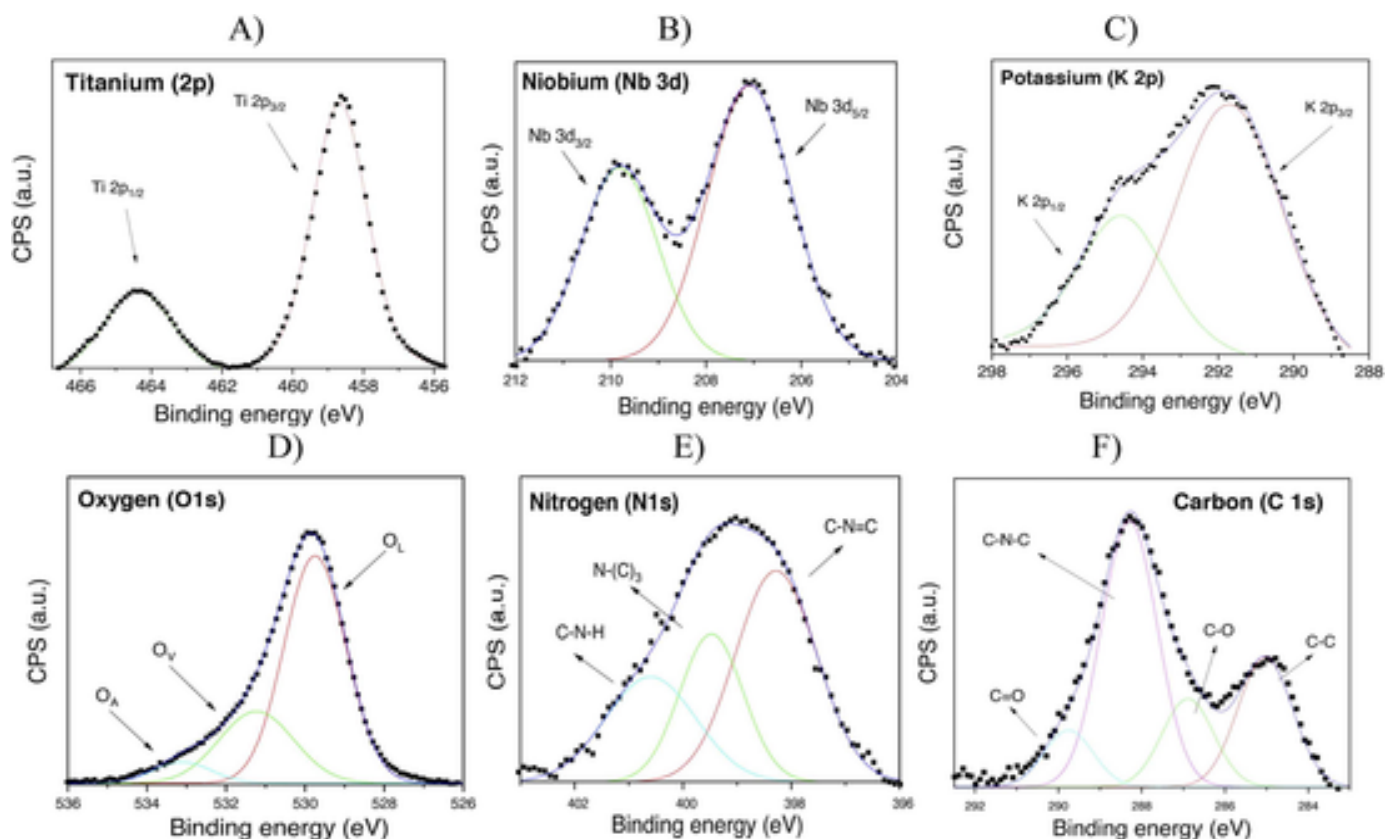 A)
Titanium (2p)
Ti 2p3/2
Ti 2p1/2
CPS (a.u.)
466 464 462 460 458 456
Binding energy (eV)
B)
Niobium (Nb 3d)
Nb 3d5/2
Nb 3d3/2
CPS (a.u.)
212 210 208 206 204
Binding energy (eV)
C)
Potassium (K 2p)
K 2p3/2
K 2p1/2
CPS (a.u.)
298 296 294 292 290 288
Binding energy (eV)
D)
Oxygen (O1s)
OL
OV
OA
CPS (a.u.)
536 534 532 530 528 526
Binding energy (eV)
E)
Nitrogen (N1s)
C-N=C
N-(C)3
C-N-H
CPS (a.u.)
402 400 398 396
Binding energy (eV)
F)
Carbon (C 1s)
C-N-C
C-O
C-C
C=O
CPS (a.u.)
292 290 288 286 284
Binding energy (eV)